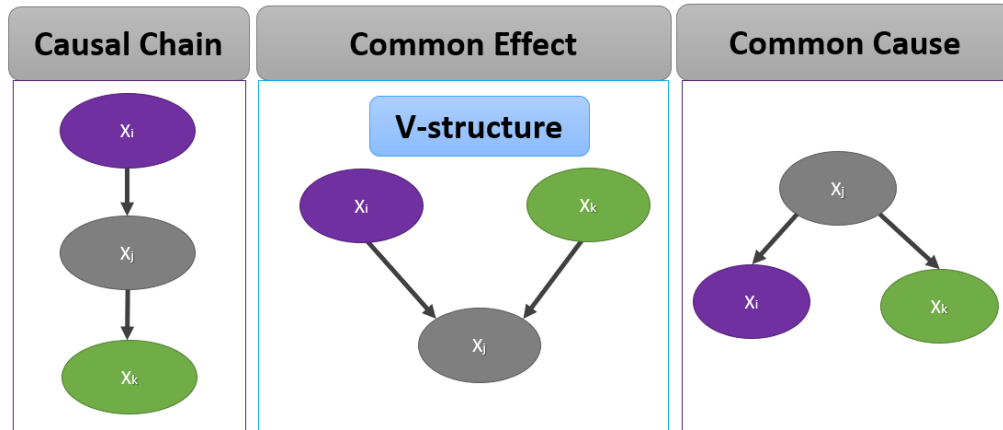 Causal Chain
Common Effect
Common Cause
Xi
Xj
Xk
V-structure
Xi
Xk
Xj
Xj
Xi
Xk